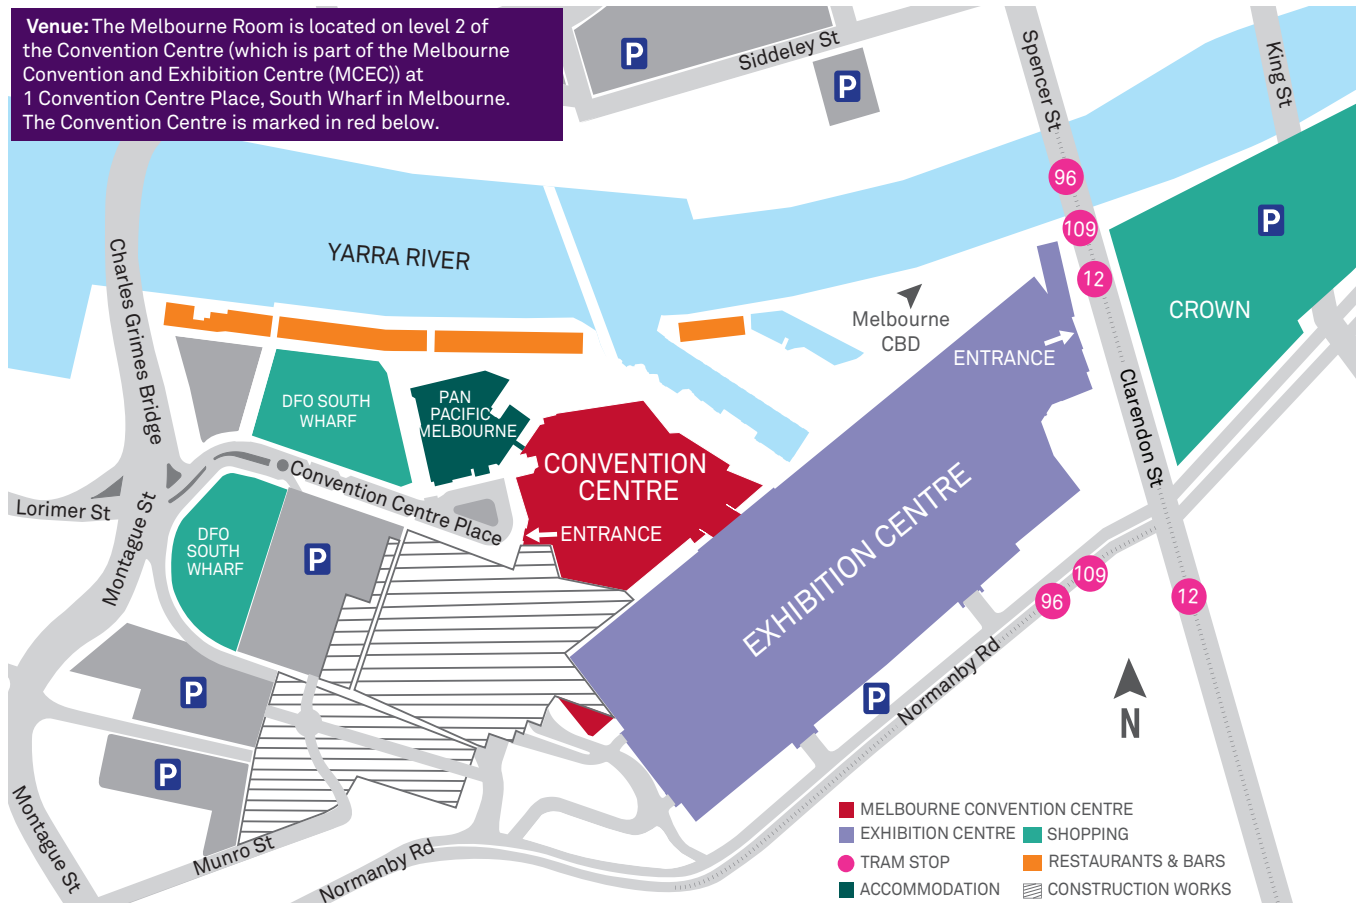 Venue: The Melbourne Room is located on level 2 of
the Convention Centre (which is part of the Melbourne
Convention and Exhibition Centre (MCEC)) at
1 Convention Centre Place, South Wharf in Melbourne.
The Convention Centre is marked in red below.
P
Siddeley St
P
Spencer St
King St
96
109
12
P
CROWN
YARRA RIVER
Charles Grimes Bridge
Melbourne
CBD
ENTRANCE
Clarendon St
DFO SOUTH
WHARF
PAN
PACIFIC
MELBOURNE
CONVENTION
CENTRE
ENTRANCE
Convention Centre Place
Lorimer St
Montague St
DFO
SOUTH
WHARF
P
EXHIBITION CENTRE
109
96
12
Normanby Rd
P
N
P
P
Montague St
Munro St
Normanby Rd
MELBOURNE CONVENTION CENTRE
EXHIBITION CENTRE
SHOPPING
TRAM STOP
RESTAURANTS & BARS
ACCOMMODATION
CONSTRUCTION WORKS